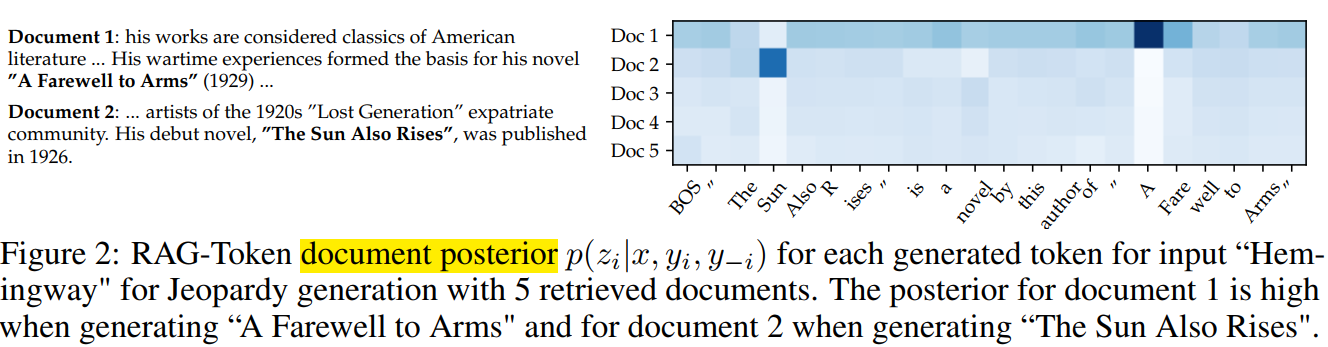 Document 1: his works are considered classics of American
literature ... His wartime experiences formed the basis for his novel
"A Farewell to Arms" (1929) ...
Document 2: ... artists of the 1920s "Lost Generation" expatriate
community. His debut novel, "The Sun Also Rises", was published
in 1926.
Doc 1
Doc 2
Doc 3
Doc 4
Doc 5
BOS
"
The
Sun
Also
R
ises
"
is
a
novel
by
this
author
of
"
A
Fare
well
to
Arms
"
Figure 2: RAG-Token document posterior p(z_i|x, y_i, y_{-i}) for each generated token for input “Hem-
ingway" for Jeopardy generation with 5 retrieved documents. The posterior for document 1 is high
when generating “A Farewell to Arms" and for document 2 when generating “The Sun Also Rises".